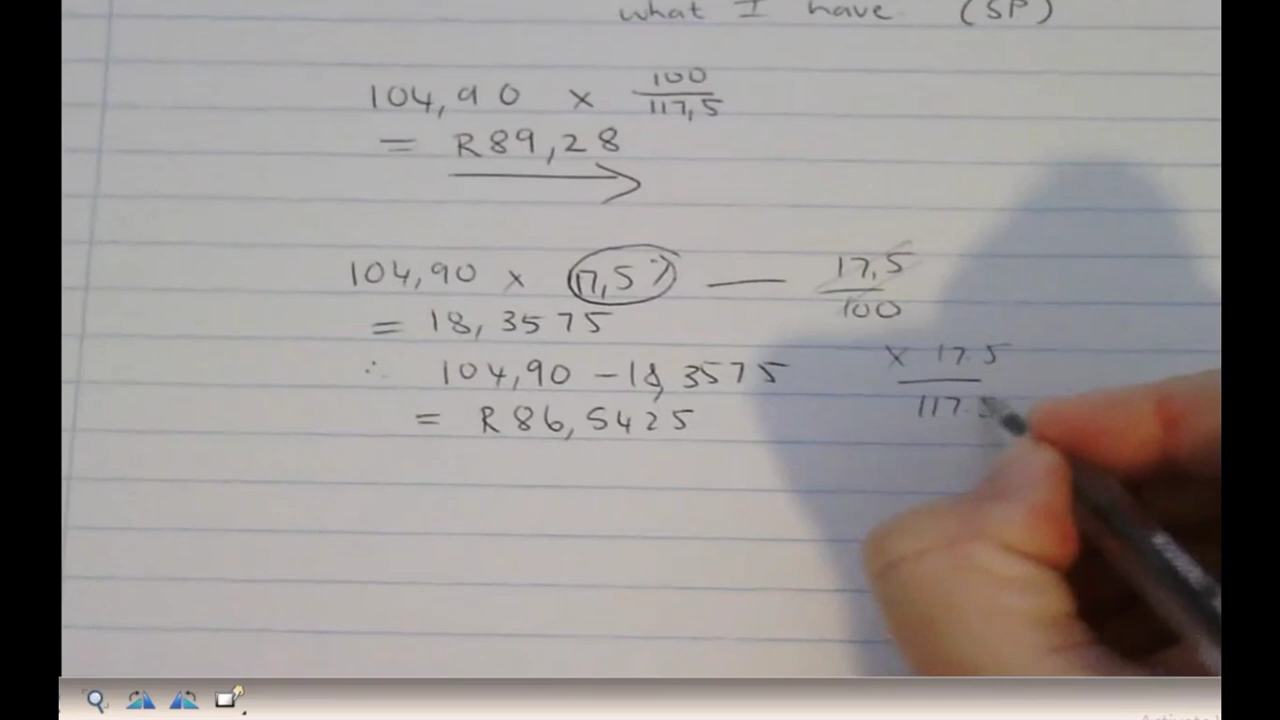 what I have (SP)
104,90 × 100/117,5
= R89,28
104,90 × 17,5% — 17,5/100
= 18,3575
∴ 104,90 - 18,3575
= R86,5425
× 17.5/117.5